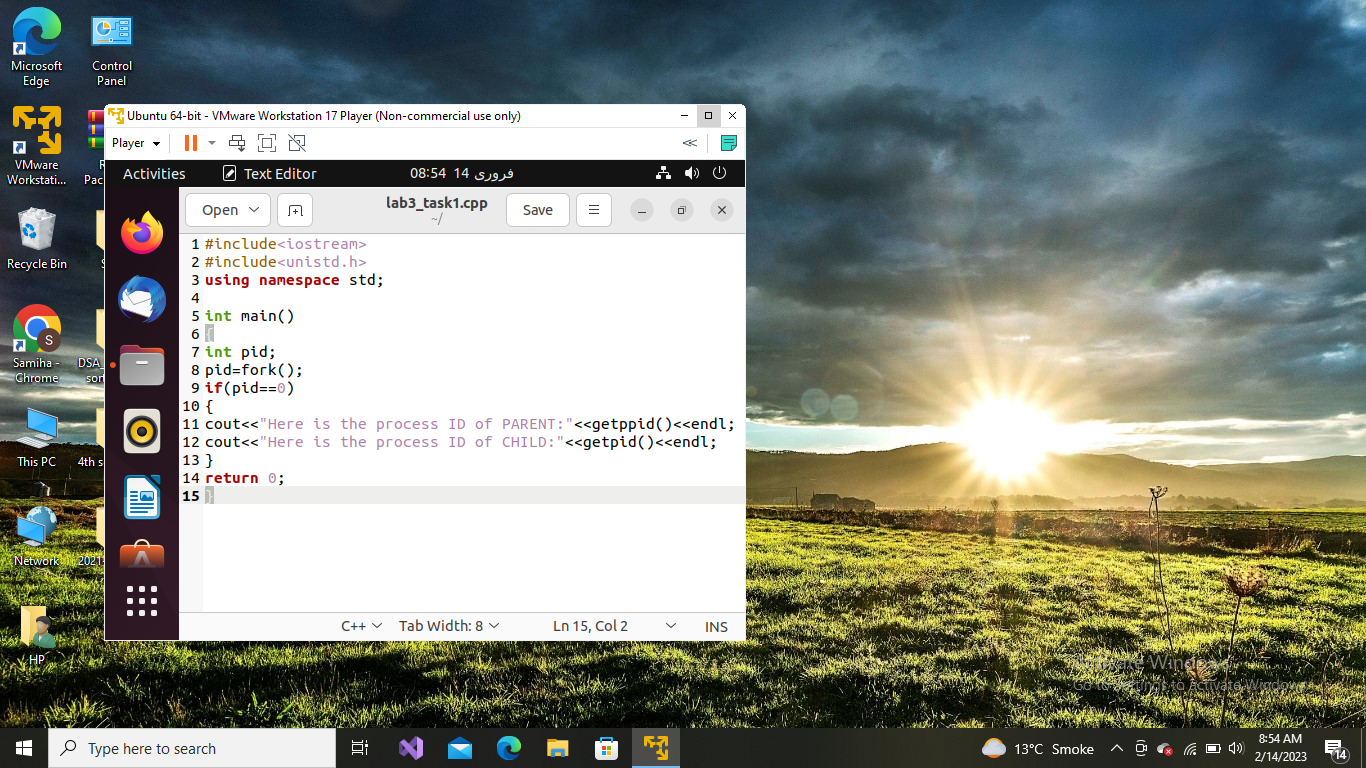 Microsoft Edge
Control Panel
VMware Workstati...
Recycle Bin
Samiha - Chrome
DSA_
This PC
4th s
Network
2021
HP
Ubuntu 64-bit - VMware Workstation 17 Player (Non-commercial use only)
Player
Activities
Text Editor
08:54 14 فروری
Open
lab3_task1.cpp
~/
Save
1 #include<iostream>
2 #include<unistd.h>
3 using namespace std;
4
5 int main()
6 {
7 int pid;
8 pid=fork();
9 if(pid==0)
10 {
11 cout<<"Here is the process ID of PARENT:"<<getppid()<<endl;
12 cout<<"Here is the process ID of CHILD:"<<getpid()<<endl;
13 }
14 return 0;
15 }
C++
Tab Width: 8
Ln 15, Col 2
INS
Activate Windows
Go to Settings to Activate Windows.
Type here to search
13°C Smoke
8:54 AM
2/14/2023
14